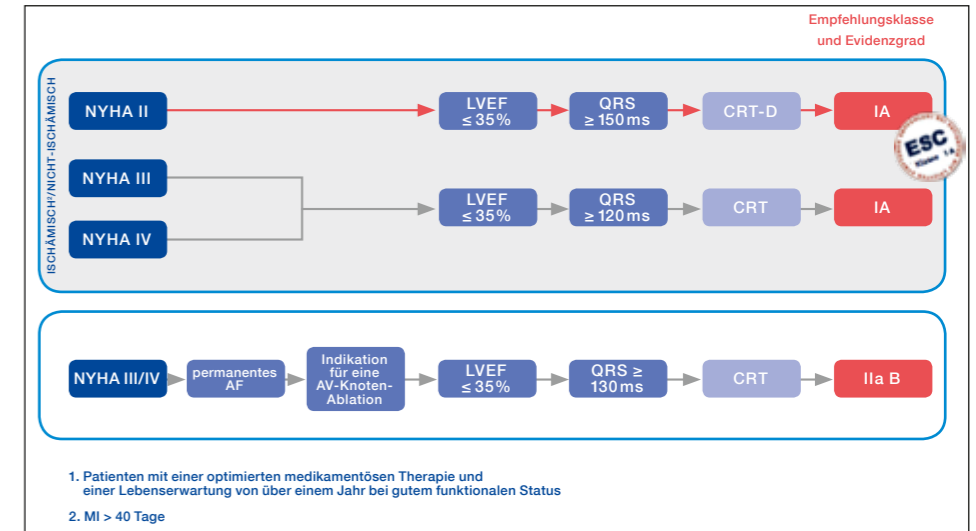 Empfehlungsklasse
und Evidenzgrad
ISCHÄMISCH²/NICHT-ISCHÄMISCH
NYHA II
LVEF
≤ 35%
QRS
≥ 150 ms
CRT-D
IA
ESC
Klasse 1A
NYHA III
NYHA IV
LVEF
≤ 35%
QRS
≥ 120 ms
CRT
IA
NYHA III/IV
permanentes
AF
Indikation
für eine
AV-Knoten-
Ablation
LVEF
≤ 35%
QRS ≥
130 ms
CRT
IIa B
1. Patienten mit einer optimierten medikamentösen Therapie und
einer Lebenserwartung von über einem Jahr bei gutem funktionalen Status
2. MI > 40 Tage